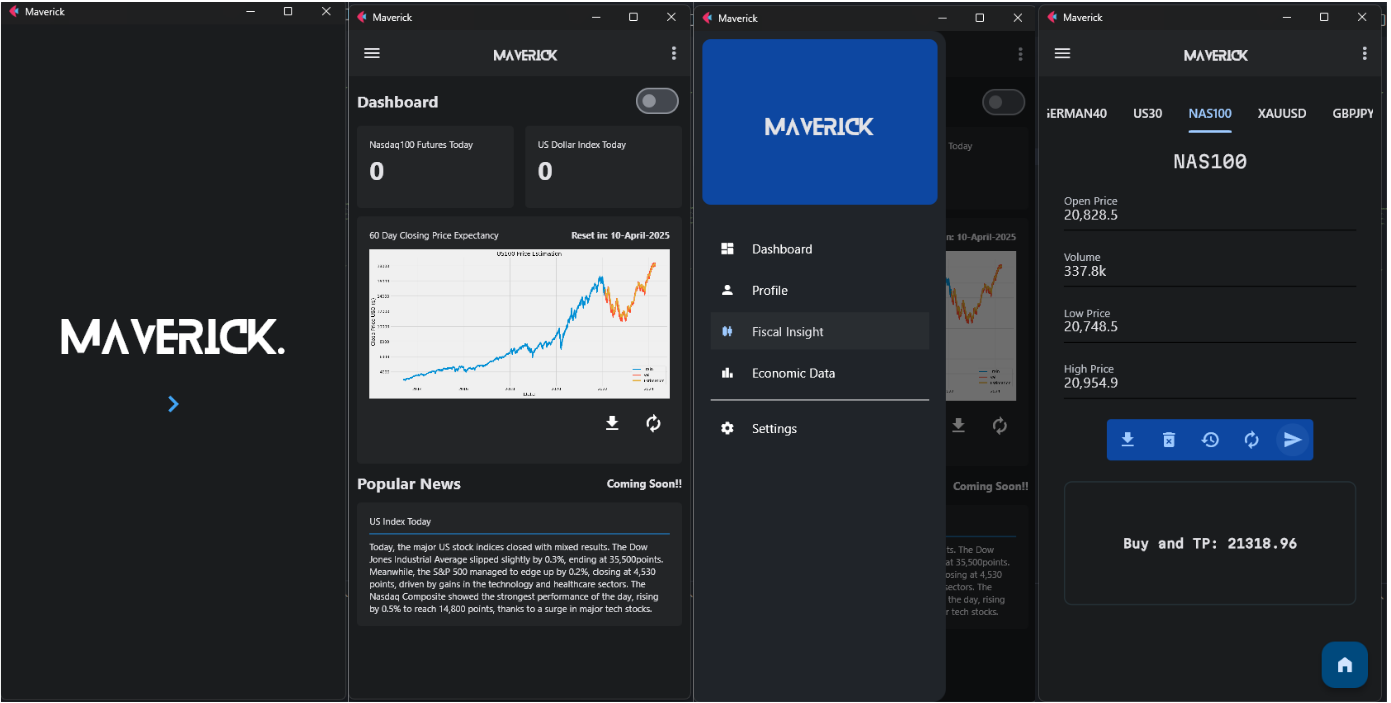 Maverick
MAVERICK.
Maverick
MAVERICK
Dashboard
Nasdaq100 Futures Today
0
US Dollar Index Today
0
60 Day Closing Price Expectancy
Reset in: 10-April-2025
US100 Price Estimation
Popular News
Coming Soon!!
US Index Today
Today, the major US stock indices closed with mixed results. The Dow
Jones Industrial Average slipped slightly by 0.3%, ending at 35,500points.
Meanwhile, the S&P 500 managed to edge up by 0.2%, closing at 4,530
points, driven by gains in the technology and healthcare sectors. The
Nasdaq Composite showed the strongest performance of the day, rising
by 0.5% to reach 14,800 points, thanks to a surge in major tech stocks.
Maverick
MAVERICK
Dashboard
Profile
Fiscal Insight
Economic Data
Settings
Today
10-April-2025
Coming Soon!!
The Dow
at 35,500points.
osing at 4,530
sectors. The
the day, rising
tech stocks.
Maverick
MAVERICK
ERMAN40 US30 NAS100 XAUUSD GBPJPY
NAS100
Open Price
20,828.5
Volume
337.8k
Low Price
20,748.5
High Price
20,954.9
Buy and TP: 21318.96